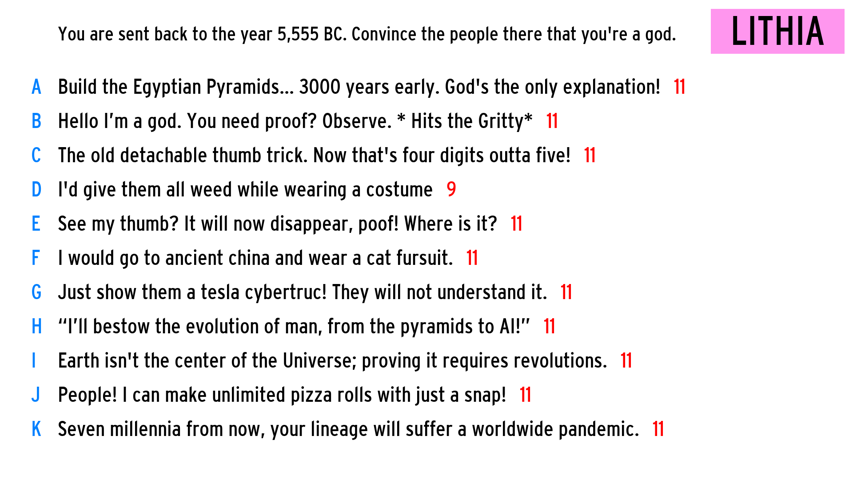 You are sent back to the year 5,555 BC. Convince the people there that you're a god.
LITHIA
A Build the Egyptian Pyramids... 3000 years early. God's the only explanation! 11
B Hello I'm a god. You need proof? Observe. * Hits the Gritty* 11
C The old detachable thumb trick. Now that's four digits outta five! 11
D I'd give them all weed while wearing a costume 9
E See my thumb? It will now disappear, poof! Where is it? 11
F I would go to ancient china and wear a cat fursuit. 11
G Just show them a tesla cybertruc! They will not understand it. 11
H “I'll bestow the evolution of man, from the pyramids to AI!” 11
I Earth isn't the center of the Universe; proving it requires revolutions. 11
J People! I can make unlimited pizza rolls with just a snap! 11
K Seven millennia from now, your lineage will suffer a worldwide pandemic. 11